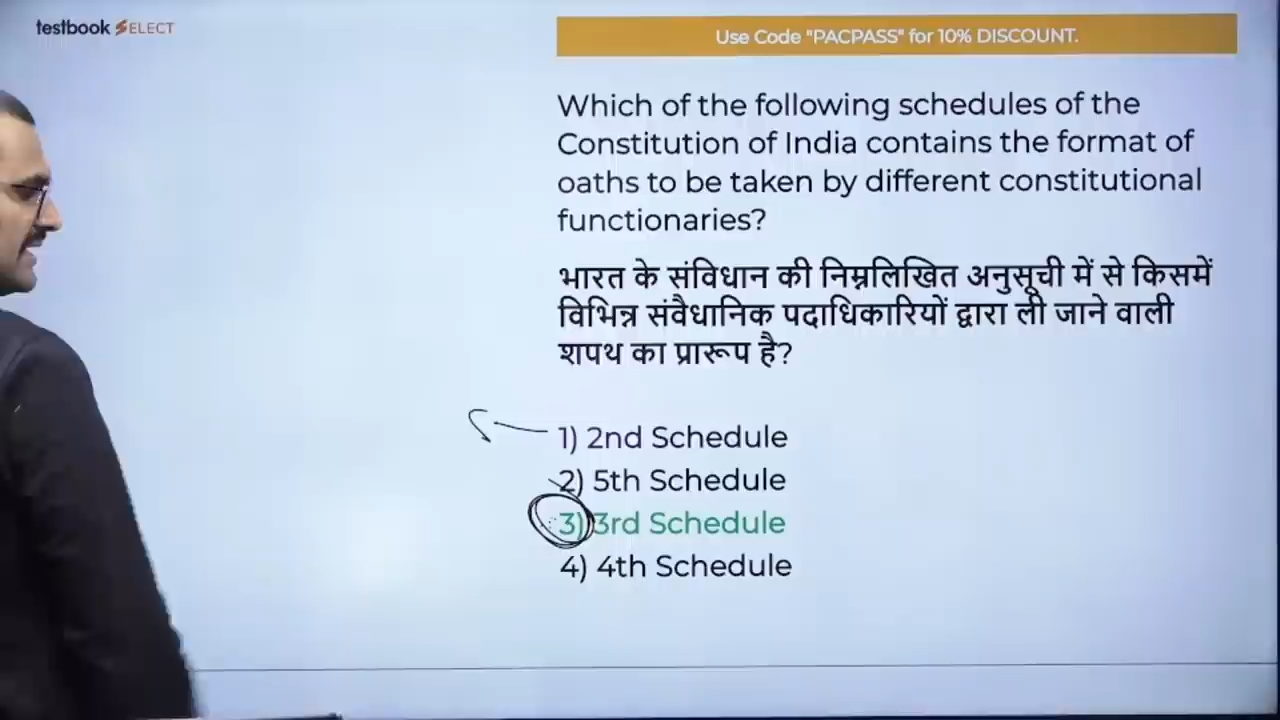 testbook SELECT
Use Code "PACPASS" for 10% DISCOUNT.
Which of the following schedules of the
Constitution of India contains the format of
oaths to be taken by different constitutional
functionaries?
भारत के संविधान की निम्नलिखित अनुसूची में से किसमें
विभिन्न संवैधानिक पदाधिकारियों द्वारा ली जाने वाली
शपथ का प्रारूप है?
1) 2nd Schedule
2) 5th Schedule
3) 3rd Schedule
4) 4th Schedule